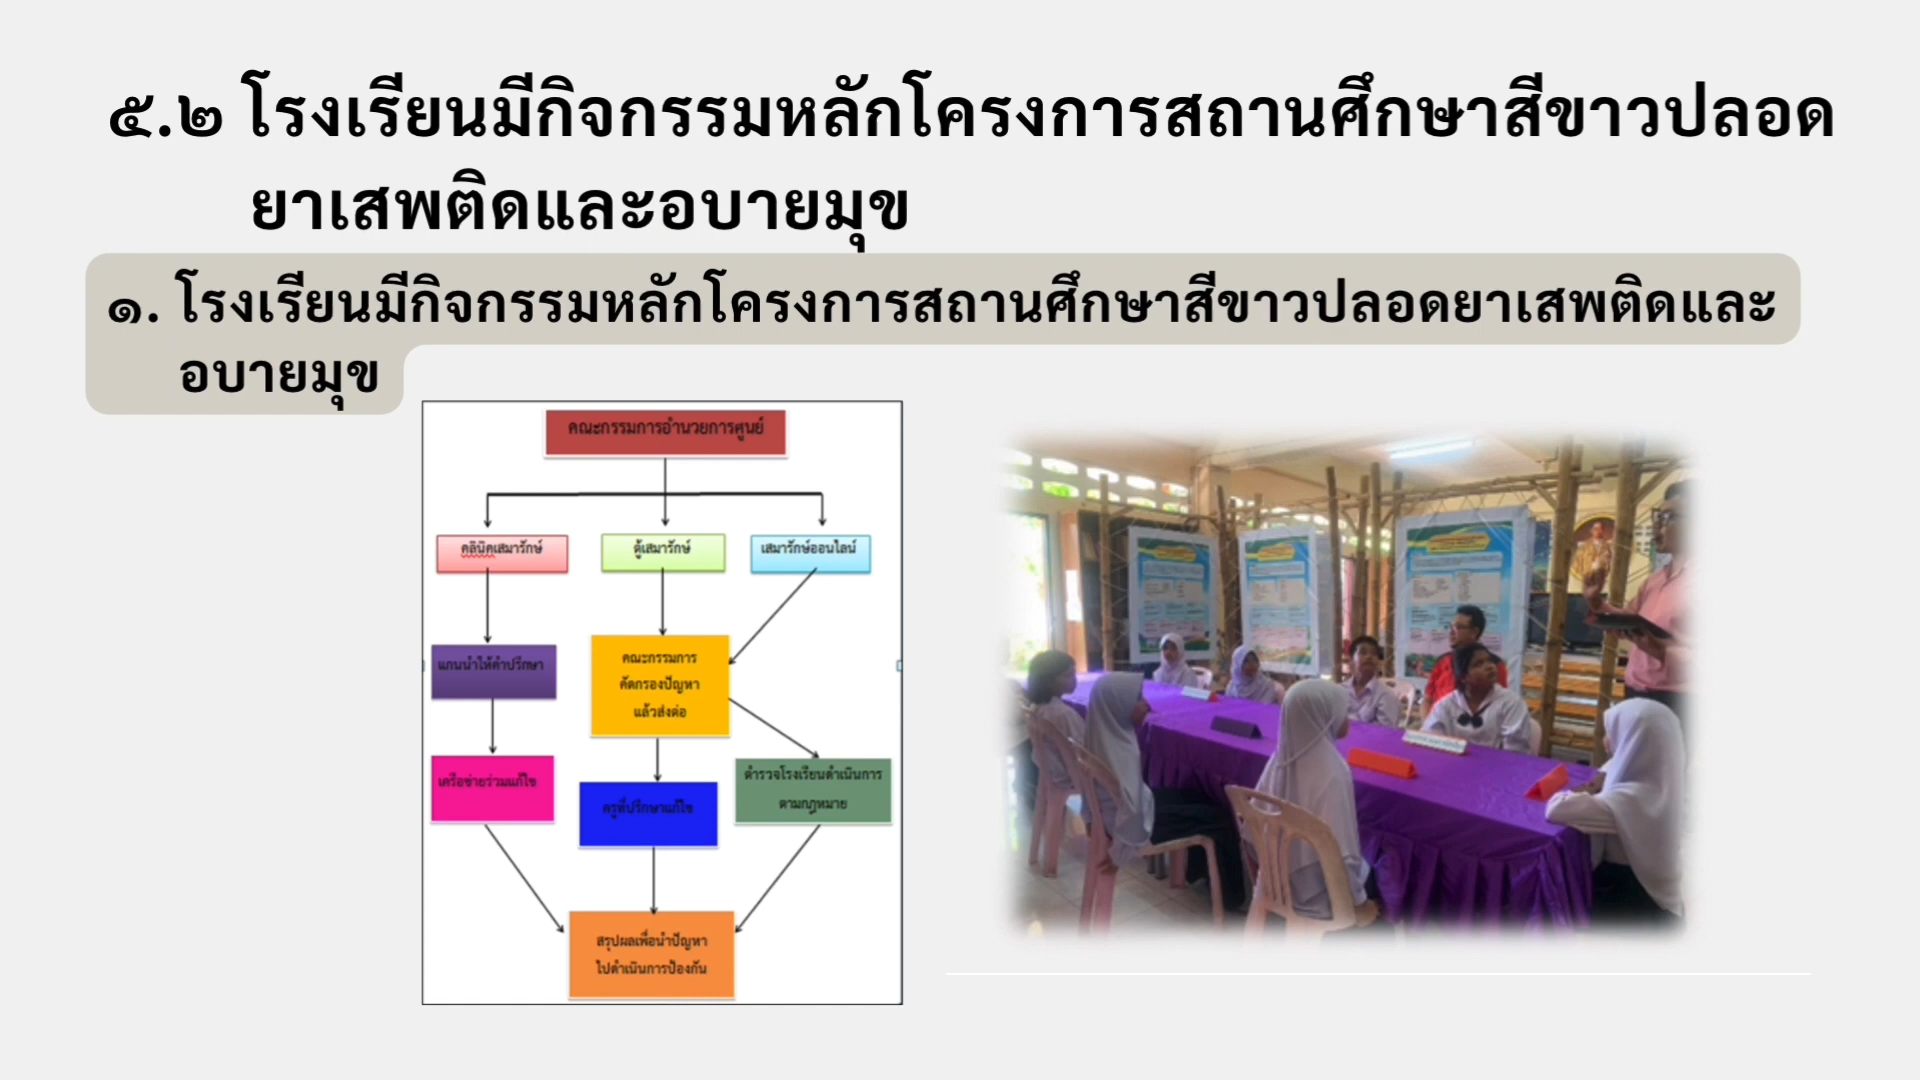 ๕.๒ โรงเรียนมีกิจกรรมหลักโครงการสถานศึกษาสีขาวปลอด
ยาเสพติดและอบายมุข
๑. โรงเรียนมีกิจกรรมหลักโครงการสถานศึกษาสีขาวปลอดยาเสพติดและ
อบายมุข
คณะกรรมการอำนวยการศูนย์
คลินิคเสมารักษ์
ตู้เสมารักษ์
เสมารักษ์ออนไลน์
แกนนำให้คำปรึกษา
คณะกรรมการ
คัดกรองปัญหา
แล้วส่งต่อ
เครือข่ายร่วมแก้ไข
ครูที่ปรึกษาแก้ไข
ตำรวจโรงเรียนดำเนินการ
ตามกฎหมาย
สรุปผลเพื่อนำปัญหา
ไปดำเนินการป้องกัน